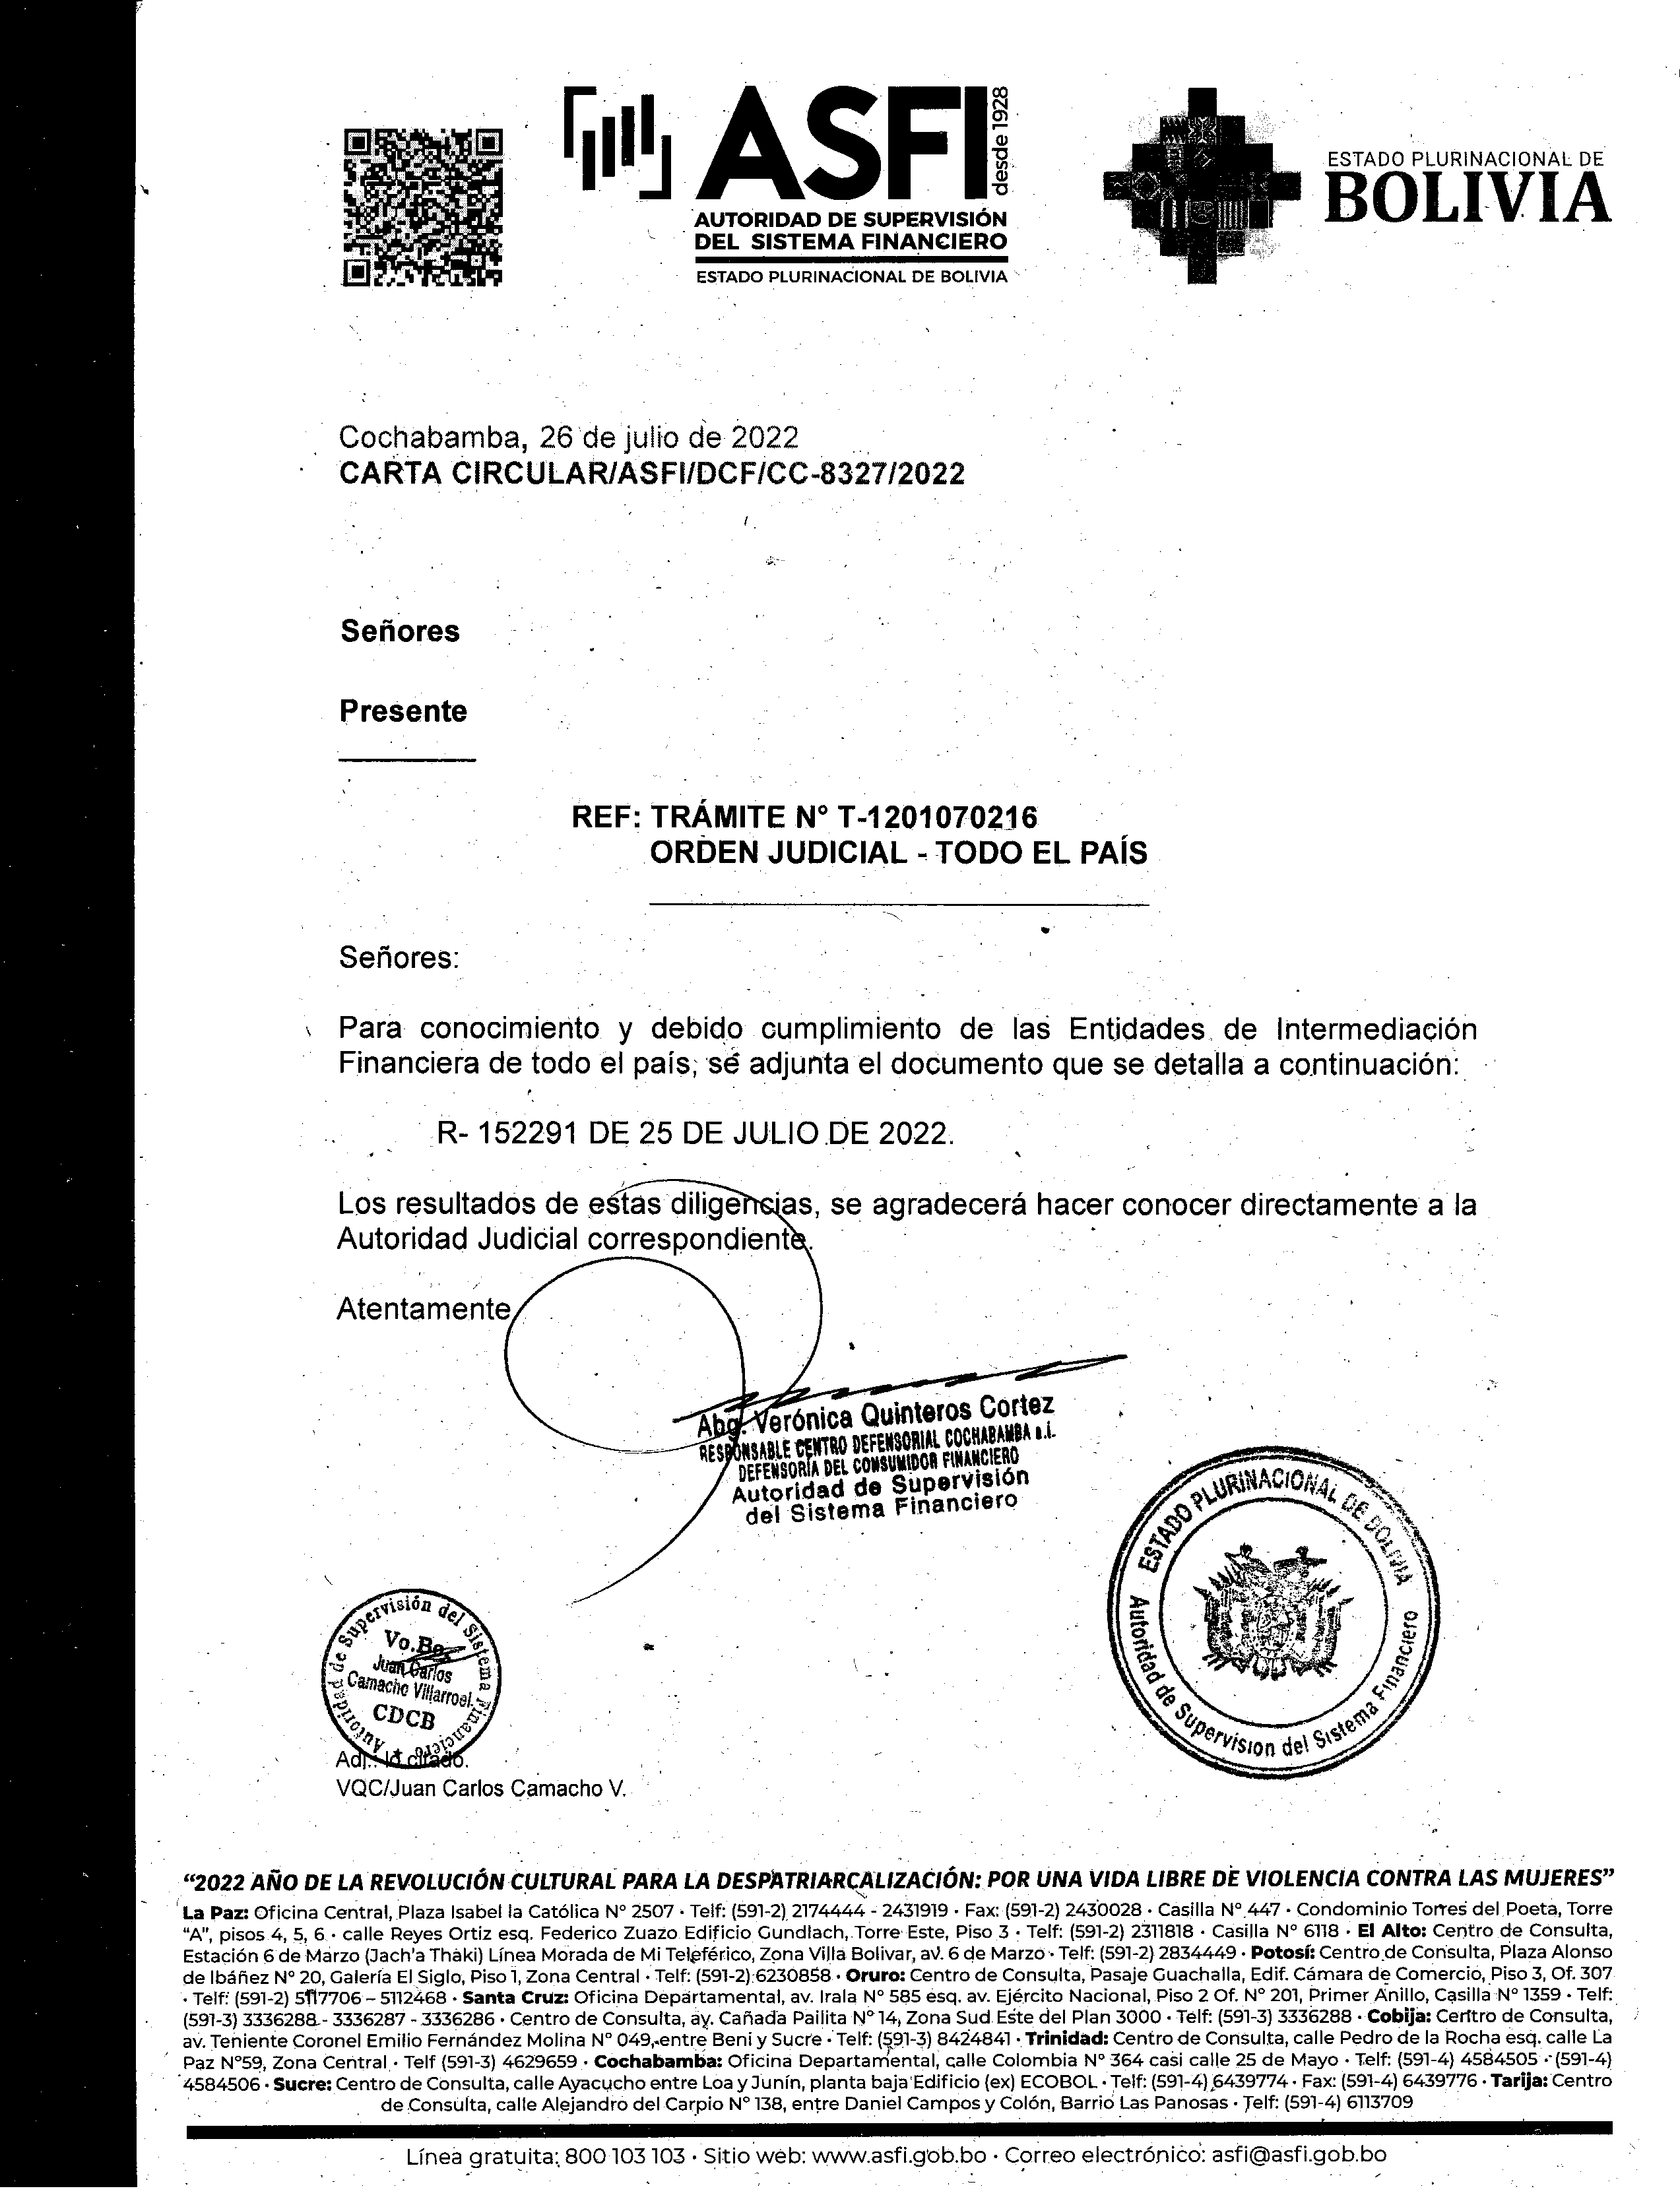 ASFI
desde 1928
AUTORIDAD DE SUPERVISIÓN
DEL SISTEMA FINANCIERO
ESTADO PLURINACIONAL DE BOLIVIA
ESTADO PLURINACIONAL DE
BOLIVIA
Cochabamba, 26 de julio de 2022
CARTA CIRCULAR/ASFI/DCF/CC-8327/2022
Señores
Presente
REF: TRÁMITE Nº T-1201070216
ORDEN JUDICIAL - TODO EL PAÍS
Señores:
Para conocimiento y debido cumplimiento de las Entidades de Intermediación
Financiera de todo el país, se adjunta el documento que se detalla a continuación:
R- 152291 DE 25 DE JULIO DE 2022.
Los resultados de estas diligencias, se agradecerá hacer conocer directamente a la
Autoridad Judicial correspondiente.
Atentamente,
Abg. Verónica Quinteros Cortez
RESPONSABLE CENTRO DEFENSORIAL COCHABAMBA a.i.
DEFENSORÍA DEL CONSUMIDOR FINANCIERO
Autoridad de Supervisión
del Sistema Financiero
ESTADO PLURINACIONAL DE BOLIVIA
Autoridad de Supervision del Sistema Financiero
Autoridad de Supervisión del Sistema Financiero
Vo.Bo.
Juan Carlos
Camacho Villarroel
CDCB
Adj.: lo citado.
VQC/Juan Carlos Camacho V.
“2022 AÑO DE LA REVOLUCIÓN CULTURAL PARA LA DESPATRIARCALIZACIÓN: POR UNA VIDA LIBRE DE VIOLENCIA CONTRA LAS MUJERES”
La Paz: Oficina Central, Plaza Isabel la Católica Nº 2507 · Telf: (591-2) 2174444 - 2431919 · Fax: (591-2) 2430028 · Casilla Nº 447 · Condominio Torres del Poeta, Torre
“A”, pisos 4, 5, 6 · calle Reyes Ortiz esq. Federico Zuazo Edificio Gundlach, Torre Este, Piso 3 · Telf: (591-2) 2311818 · Casilla Nº 6118 · El Alto: Centro de Consulta,
Estación 6 de Marzo (Jach'a Thaki) Línea Morada de Mi Teleférico, Zona Villa Bolivar, av. 6 de Marzo · Telf: (591-2) 2834449 · Potosí: Centro de Consulta, Plaza Alonso
de Ibáñez Nº 20, Galería El Siglo, Piso 1, Zona Central · Telf: (591-2) 6230858 · Oruro: Centro de Consulta, Pasaje Guachalla, Edif. Cámara de Comercio, Piso 3, Of. 307
· Telf: (591-2) 5117706 – 5112468 · Santa Cruz: Oficina Departamental, av. Irala Nº 585 esq. av. Ejército Nacional, Piso 2 Of. Nº 201, Primer Anillo, Casilla Nº 1359 · Telf:
(591-3) 3336288 - 3336287 - 3336286 · Centro de Consulta, av. Cañada Pailita Nº 14, Zona Sud Este del Plan 3000 · Telf: (591-3) 3336288 · Cobija: Centro de Consulta,
av. Teniente Coronel Emilio Fernández Molina Nº 049, entre Beni y Sucre · Telf: (591-3) 8424841 · Trinidad: Centro de Consulta, calle Pedro de la Rocha esq. calle La
Paz Nº59, Zona Central · Telf (591-3) 4629659 · Cochabamba: Oficina Departamental, calle Colombia Nº 364 casi calle 25 de Mayo · Telf: (591-4) 4584505 · (591-4)
4584506 · Sucre: Centro de Consulta, calle Ayacucho entre Loa y Junín, planta baja Edificio (ex) ECOBOL · Telf: (591-4) 6439774 · Fax: (591-4) 6439776 · Tarija: Centro
de Consulta, calle Alejandro del Carpio Nº 138, entre Daniel Campos y Colón, Barrio Las Panosas · Telf: (591-4) 6113709
Línea gratuita: 800 103 103 · Sitio web: www.asfi.gob.bo · Correo electrónico: asfi@asfi.gob.bo